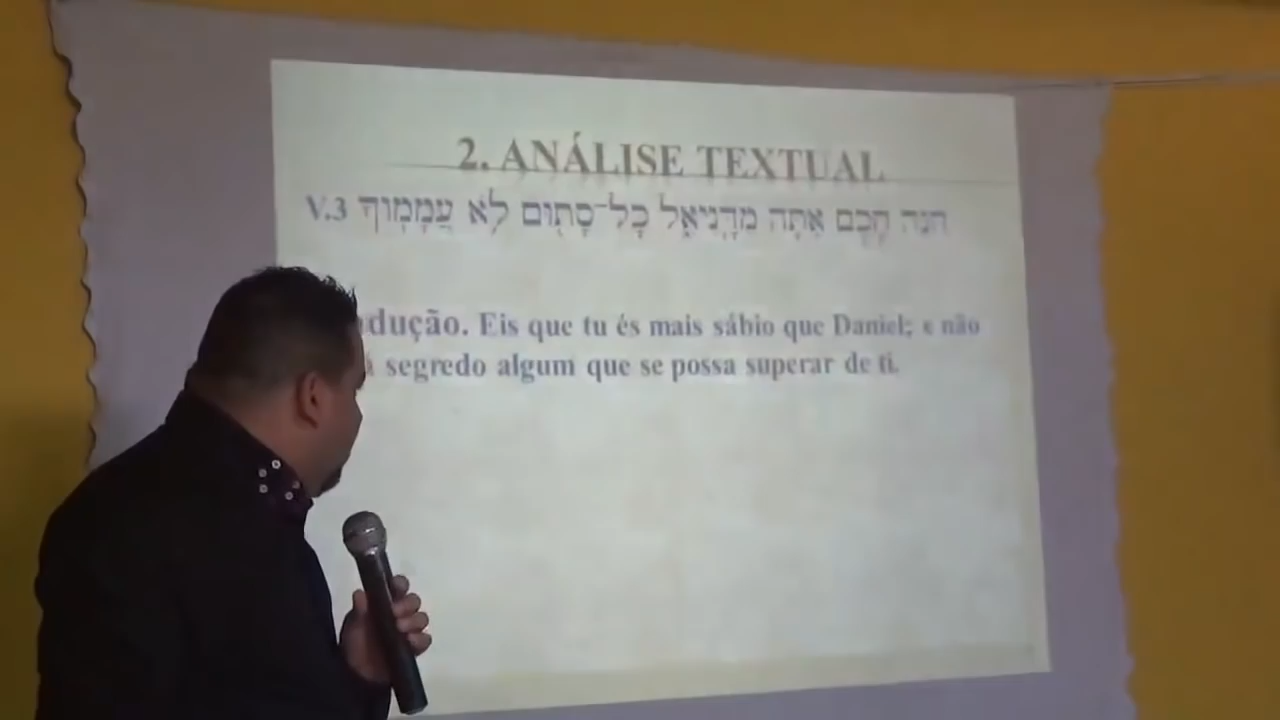 2. ANÁLISE TEXTUAL
V.3 הִנֵּה חָכָם אַתָּה מִדָּנִיֵּאל כָּל־סָתוּם לֹא עֲמָמוּךָ
dução. Eis que tu és mais sábio que Daniel; e não
segredo algum que se possa superar de ti.